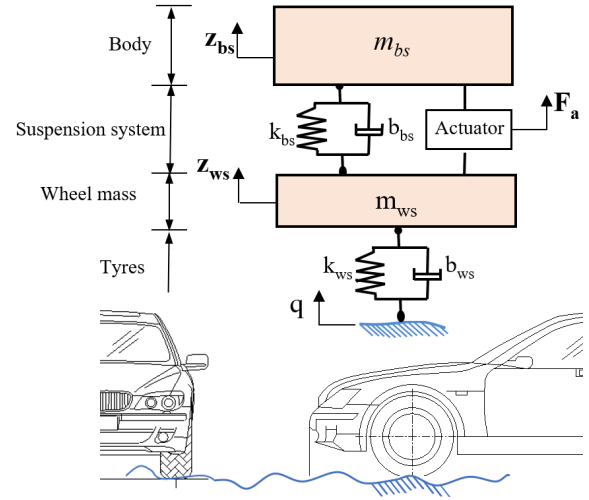 Body
z_bs
m_bs
Suspension system
k_bs
b_bs
Actuator
F_a
z_ws
Wheel mass
m_ws
Tyres
k_ws
b_ws
q